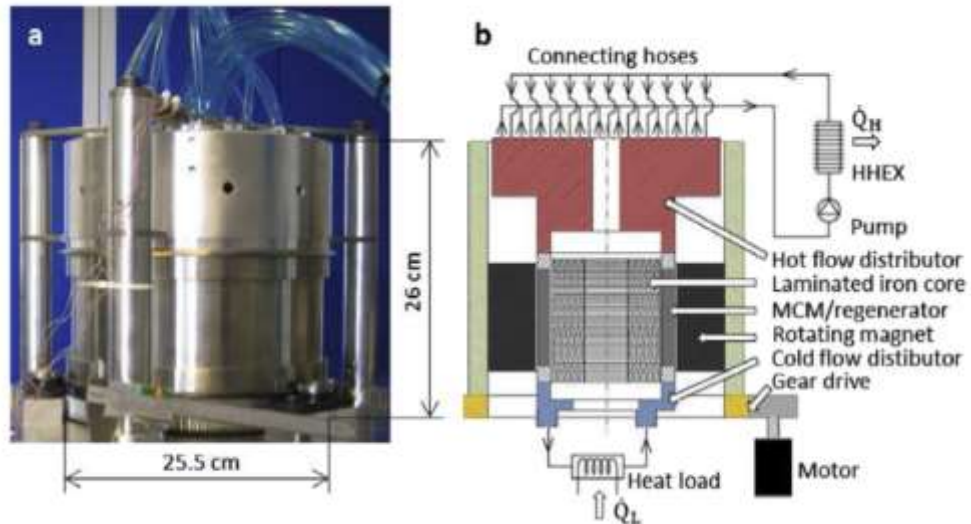 a
26 cm
25.5 cm
b
Connecting hoses
Q̇H
HHEX
Pump
Hot flow distributor
Laminated iron core
MCM/regenerator
Rotating magnet
Cold flow distibutor
Gear drive
Motor
Heat load
Q̇L